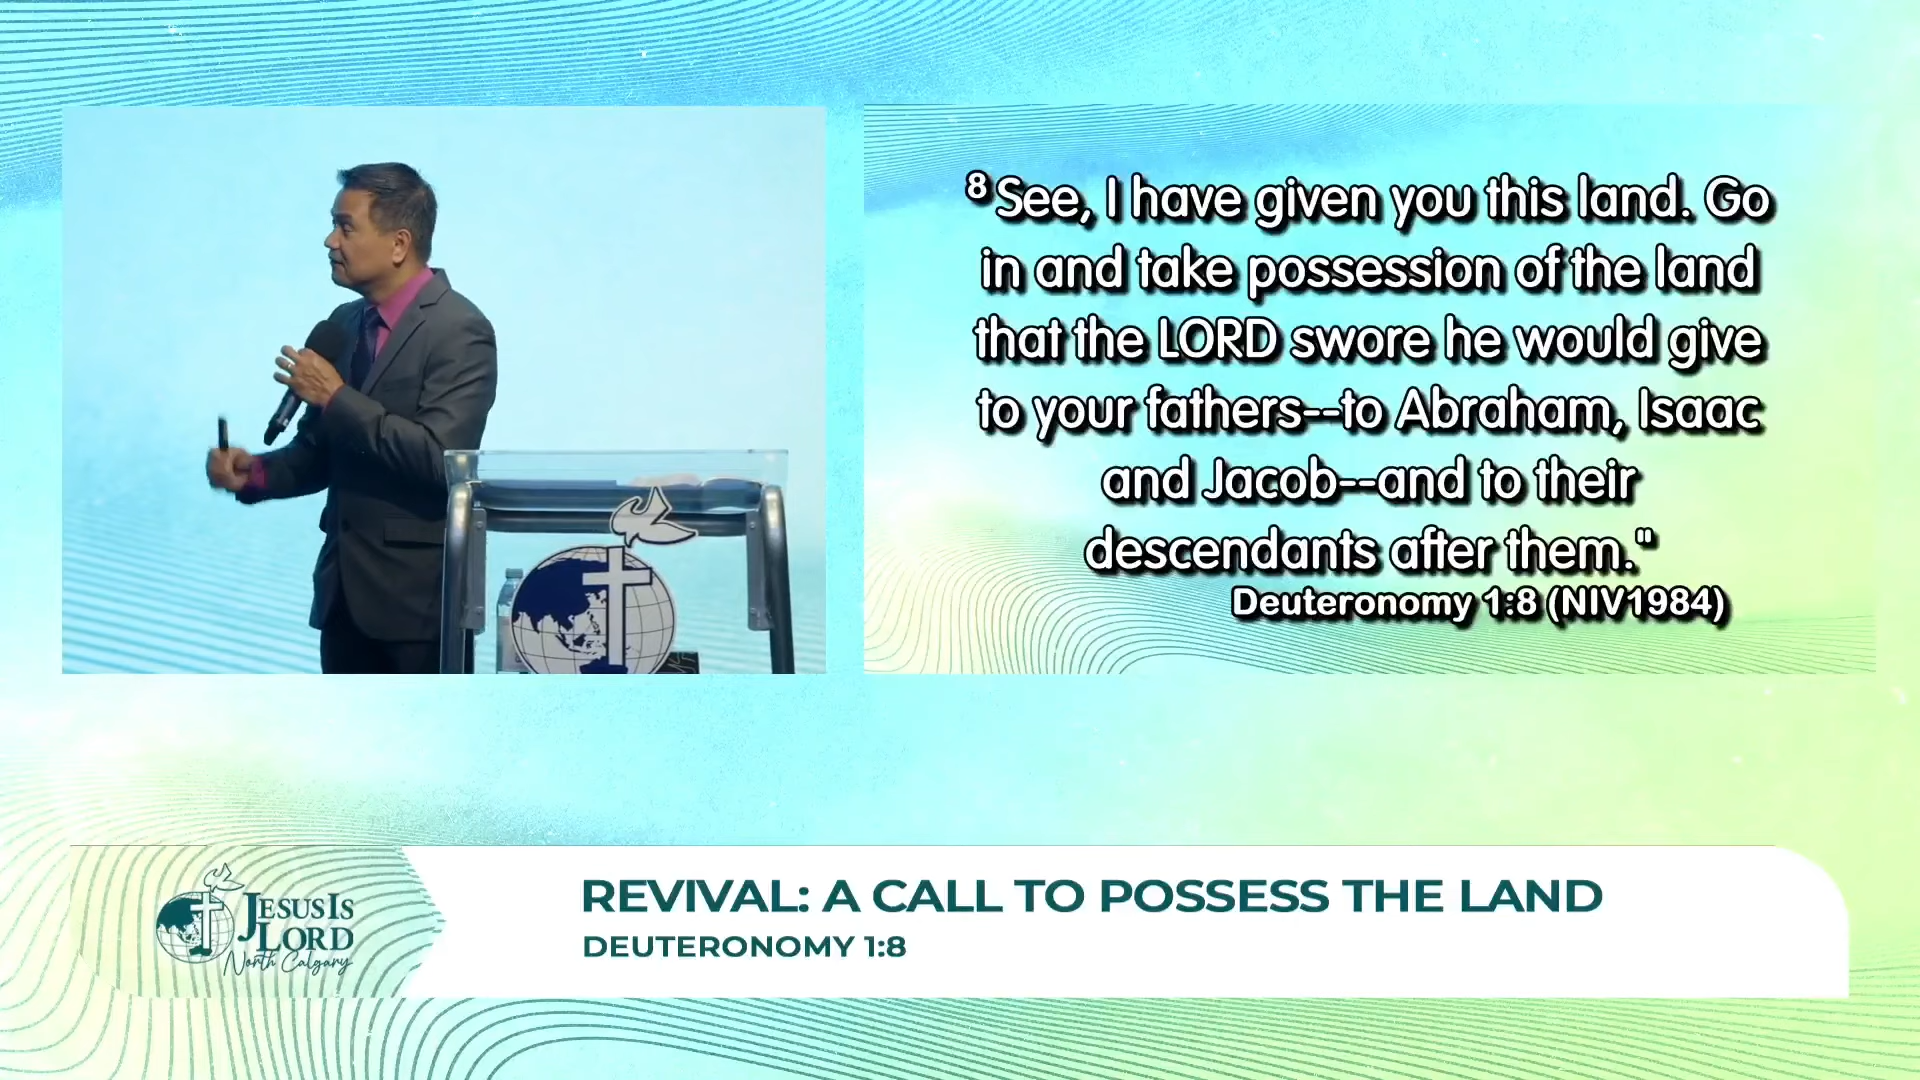 8 See, I have given you this land. Go
in and take possession of the land
that the LORD swore he would give
to your fathers--to Abraham, Isaac
and Jacob--and to their
descendants after them."
Deuteronomy 1:8 (NIV1984)
JESUS IS
LORD
North Calgary
REVIVAL: A CALL TO POSSESS THE LAND
DEUTERONOMY 1:8